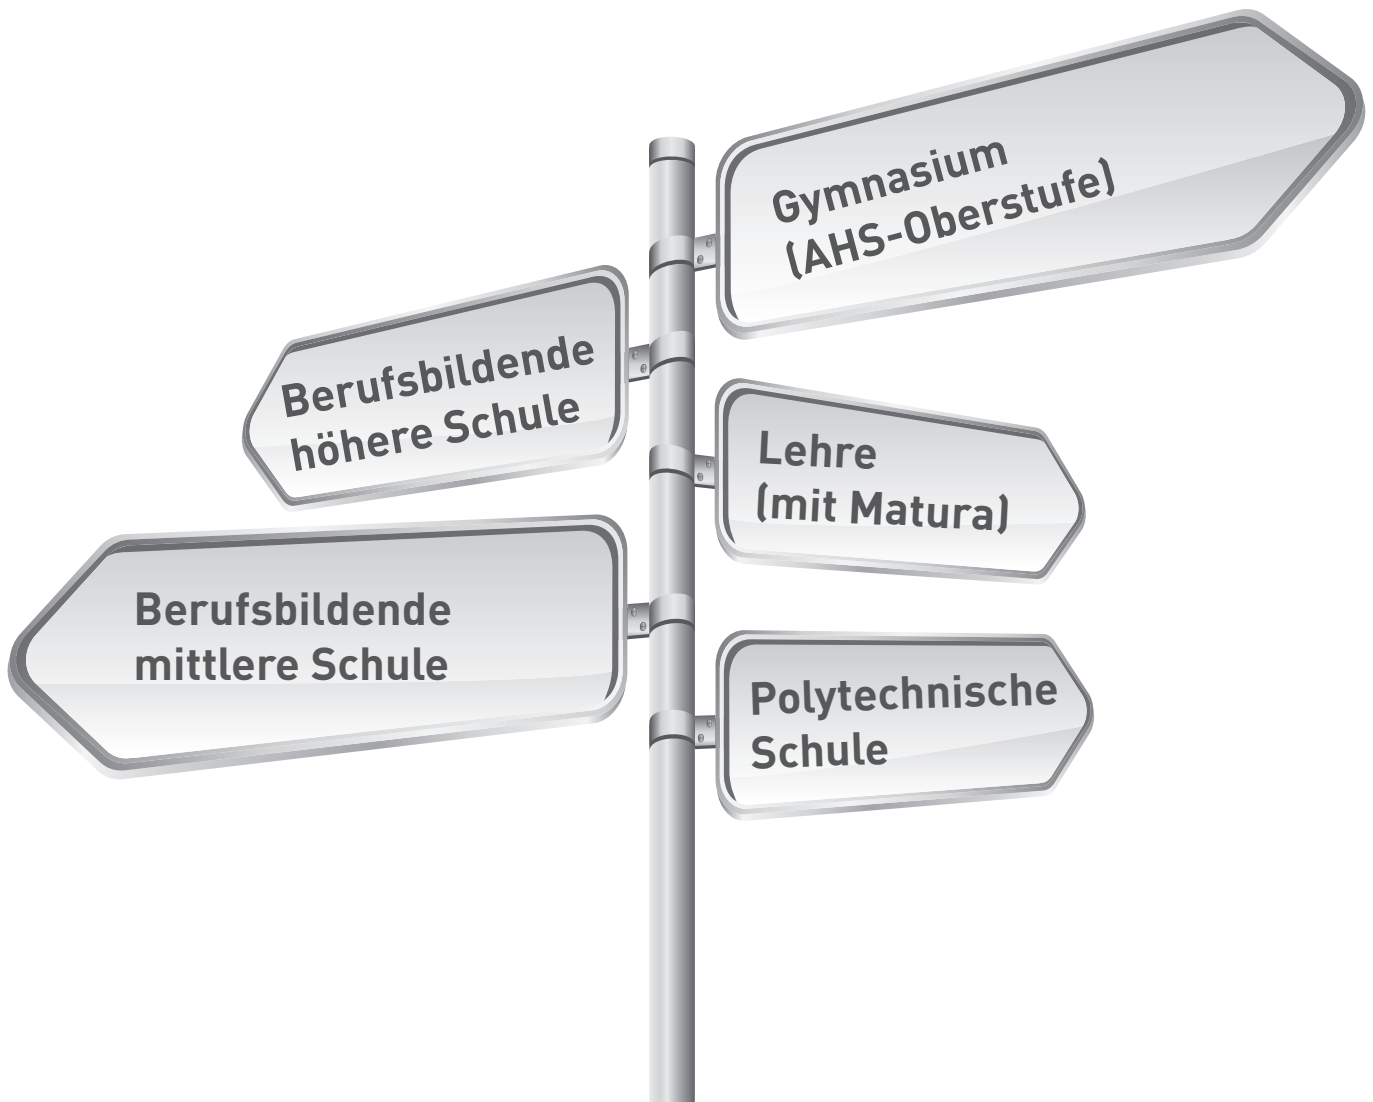 Gymnasium
(AHS-Oberstufe)
Berufsbildende
höhere Schule
Lehre
(mit Matura)
Berufsbildende
mittlere Schule
Polytechnische
Schule